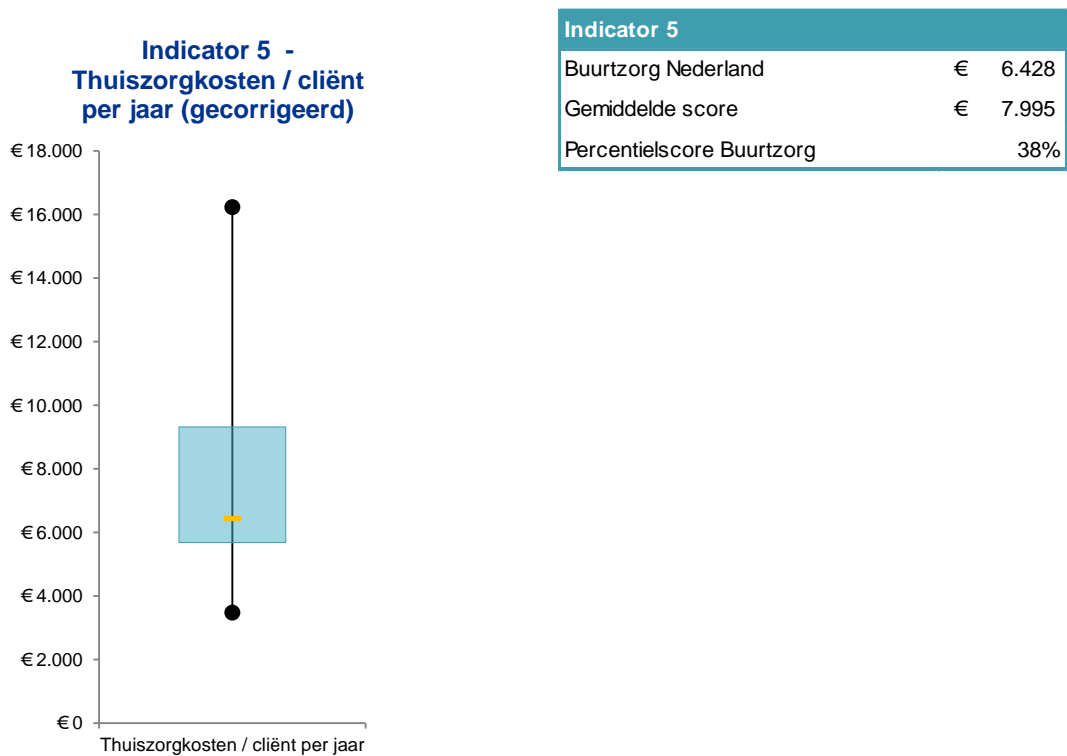 Indicator 5 -
Thuiszorgkosten / cliënt
per jaar (gecorrigeerd)
€ 18.000
€ 16.000
€ 14.000
€ 12.000
€ 10.000
€ 8.000
€ 6.000
€ 4.000
€ 2.000
€ 0
Thuiszorgkosten / cliënt per jaar
Indicator 5
Buurtzorg Nederland € 6.428
Gemiddelde score € 7.995
Percentielscore Buurtzorg 38%